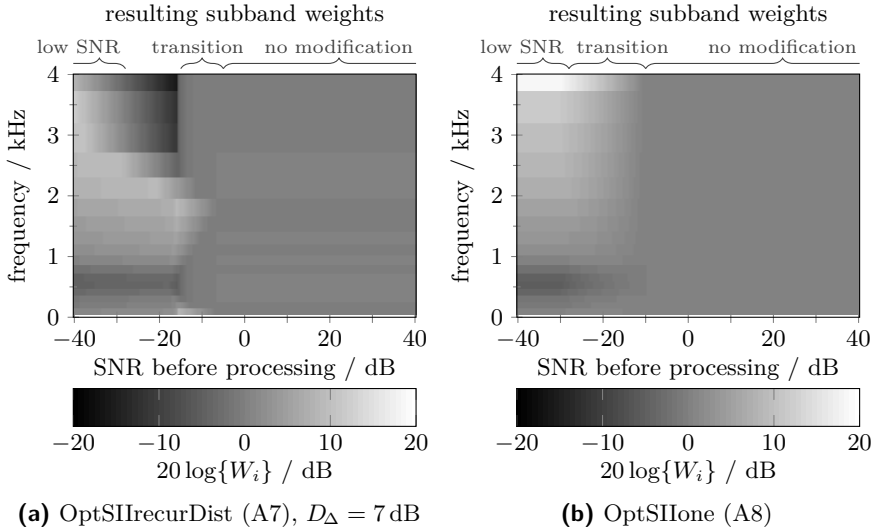 resulting subband weights
low SNR transition no modification
4
3
2
1
0
frequency / kHz
−40 −20 0 20 40
SNR before processing / dB
−20 −10 0 10 20
20 log{W_i} / dB
(a) OptSIIrecurDist (A7), D_Δ = 7 dB
resulting subband weights
low SNR transition no modification
4
3
2
1
0
frequency / kHz
−40 −20 0 20 40
SNR before processing / dB
−20 −10 0 10 20
20 log{W_i} / dB
(b) OptSIIone (A8)